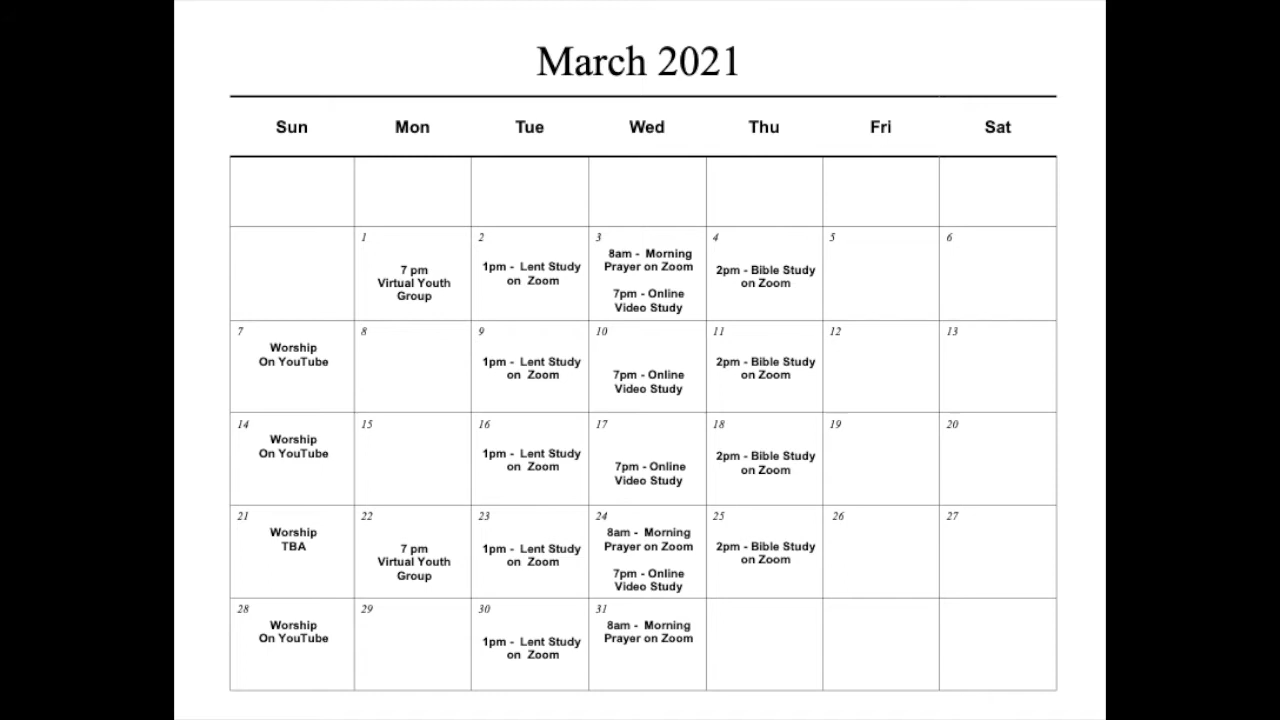 March 2021
Sun Mon Tue Wed Thu Fri Sat
1
7 pm
Virtual Youth
Group
2
1pm - Lent Study
on Zoom
3
8am - Morning
Prayer on Zoom
7pm - Online
Video Study
4
2pm - Bible Study
on Zoom
5
6
7
Worship
On YouTube
8
9
1pm - Lent Study
on Zoom
10
7pm - Online
Video Study
11
2pm - Bible Study
on Zoom
12
13
14
Worship
On YouTube
15
16
1pm - Lent Study
on Zoom
17
7pm - Online
Video Study
18
2pm - Bible Study
on Zoom
19
20
21
Worship
TBA
22
7 pm
Virtual Youth
Group
23
1pm - Lent Study
on Zoom
24
8am - Morning
Prayer on Zoom
7pm - Online
Video Study
25
2pm - Bible Study
on Zoom
26
27
28
Worship
On YouTube
29
30
1pm - Lent Study
on Zoom
31
8am - Morning
Prayer on Zoom